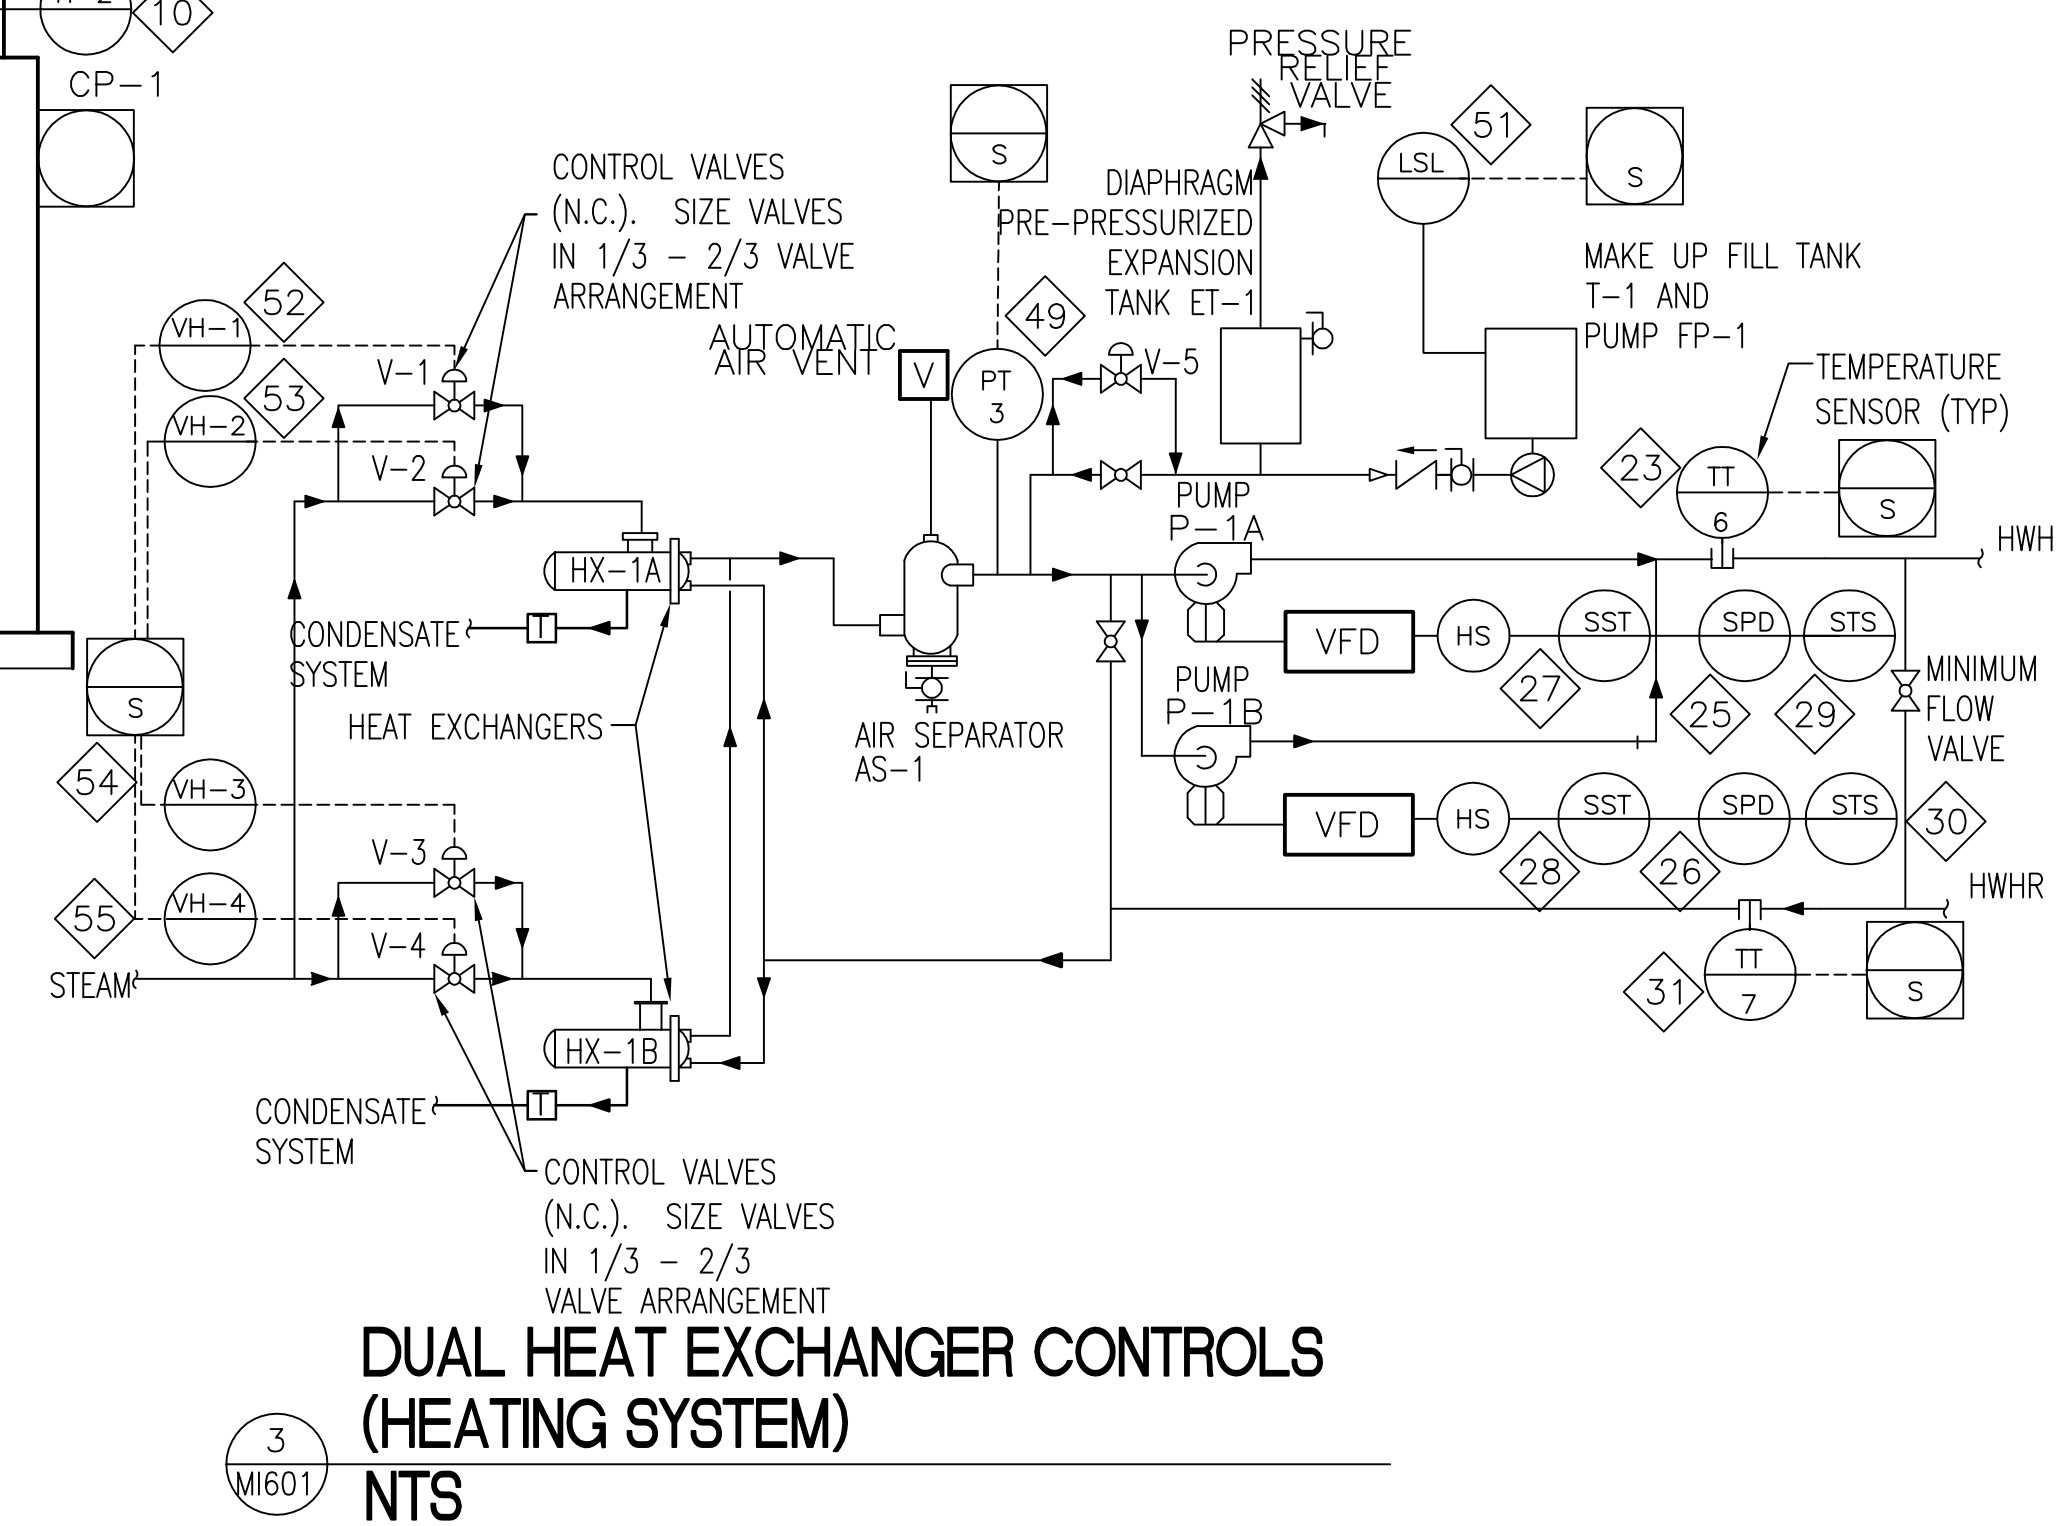 10
CP-1
PRESSURE
RELIEF
VALVE
S
51
LSL
S
CONTROL VALVES
(N.C.). SIZE VALVES
IN 1/3 - 2/3 VALVE
ARRANGEMENT
DIAPHRAGM
PRE-PRESSURIZED
EXPANSION
TANK ET-1
MAKE UP FILL TANK
T-1 AND
PUMP FP-1
52
VH-1
49
AUTOMATIC
AIR VENT
V
PT
3
V-5
V-1
53
VH-2
V-2
TEMPERATURE
SENSOR (TYP)
23
TT
6
S
PUMP
P-1A
HWH
HX-1A
CONDENSATE
SYSTEM
T
VFD
HS
SST
SPD
STS
27
25
29
S
HEAT EXCHANGERS
AIR SEPARATOR
AS-1
PUMP
P-1B
MINIMUM
FLOW
VALVE
54
VH-3
V-3
VFD
HS
SST
SPD
STS
30
28
26
55
VH-4
V-4
HWHR
STEAM
31
TT
7
S
HX-1B
CONDENSATE
SYSTEM
T
CONTROL VALVES
(N.C.). SIZE VALVES
IN 1/3 - 2/3
VALVE ARRANGEMENT
DUAL HEAT EXCHANGER CONTROLS
(HEATING SYSTEM)
3
MI601
NTS